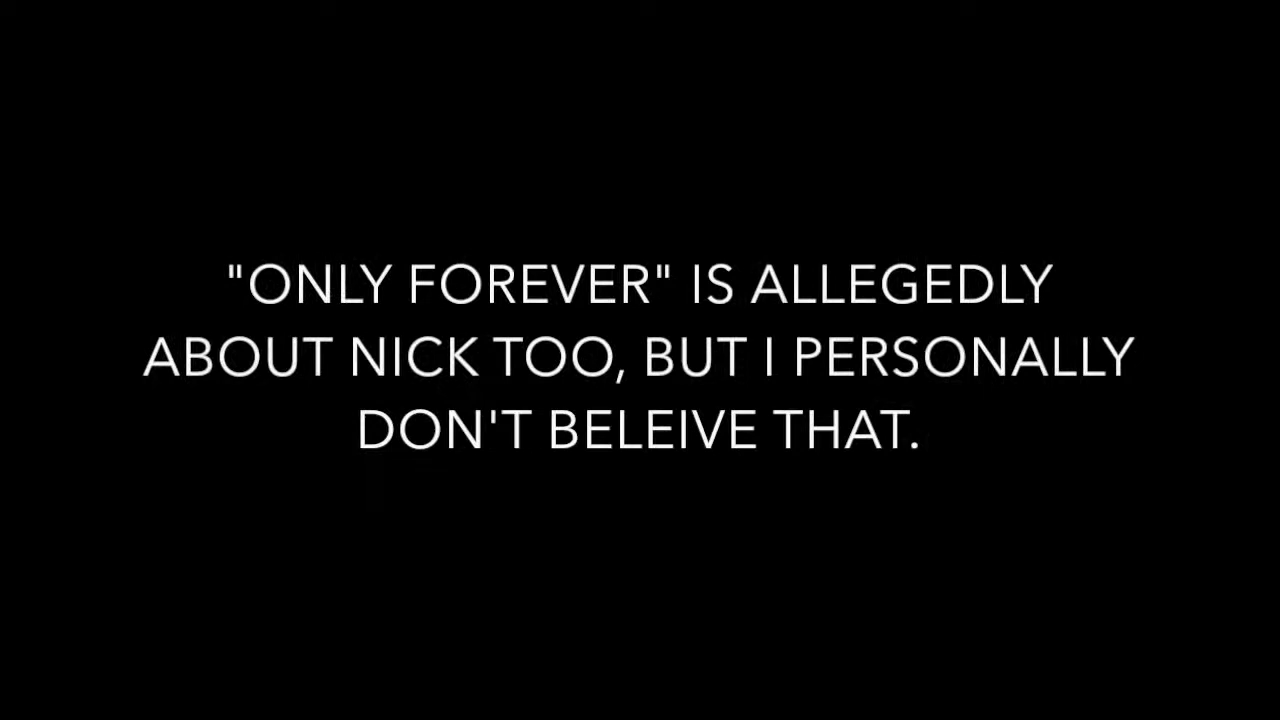 "ONLY FOREVER" IS ALLEGEDLY
ABOUT NICK TOO, BUT I PERSONALLY
DON'T BELEIVE THAT.